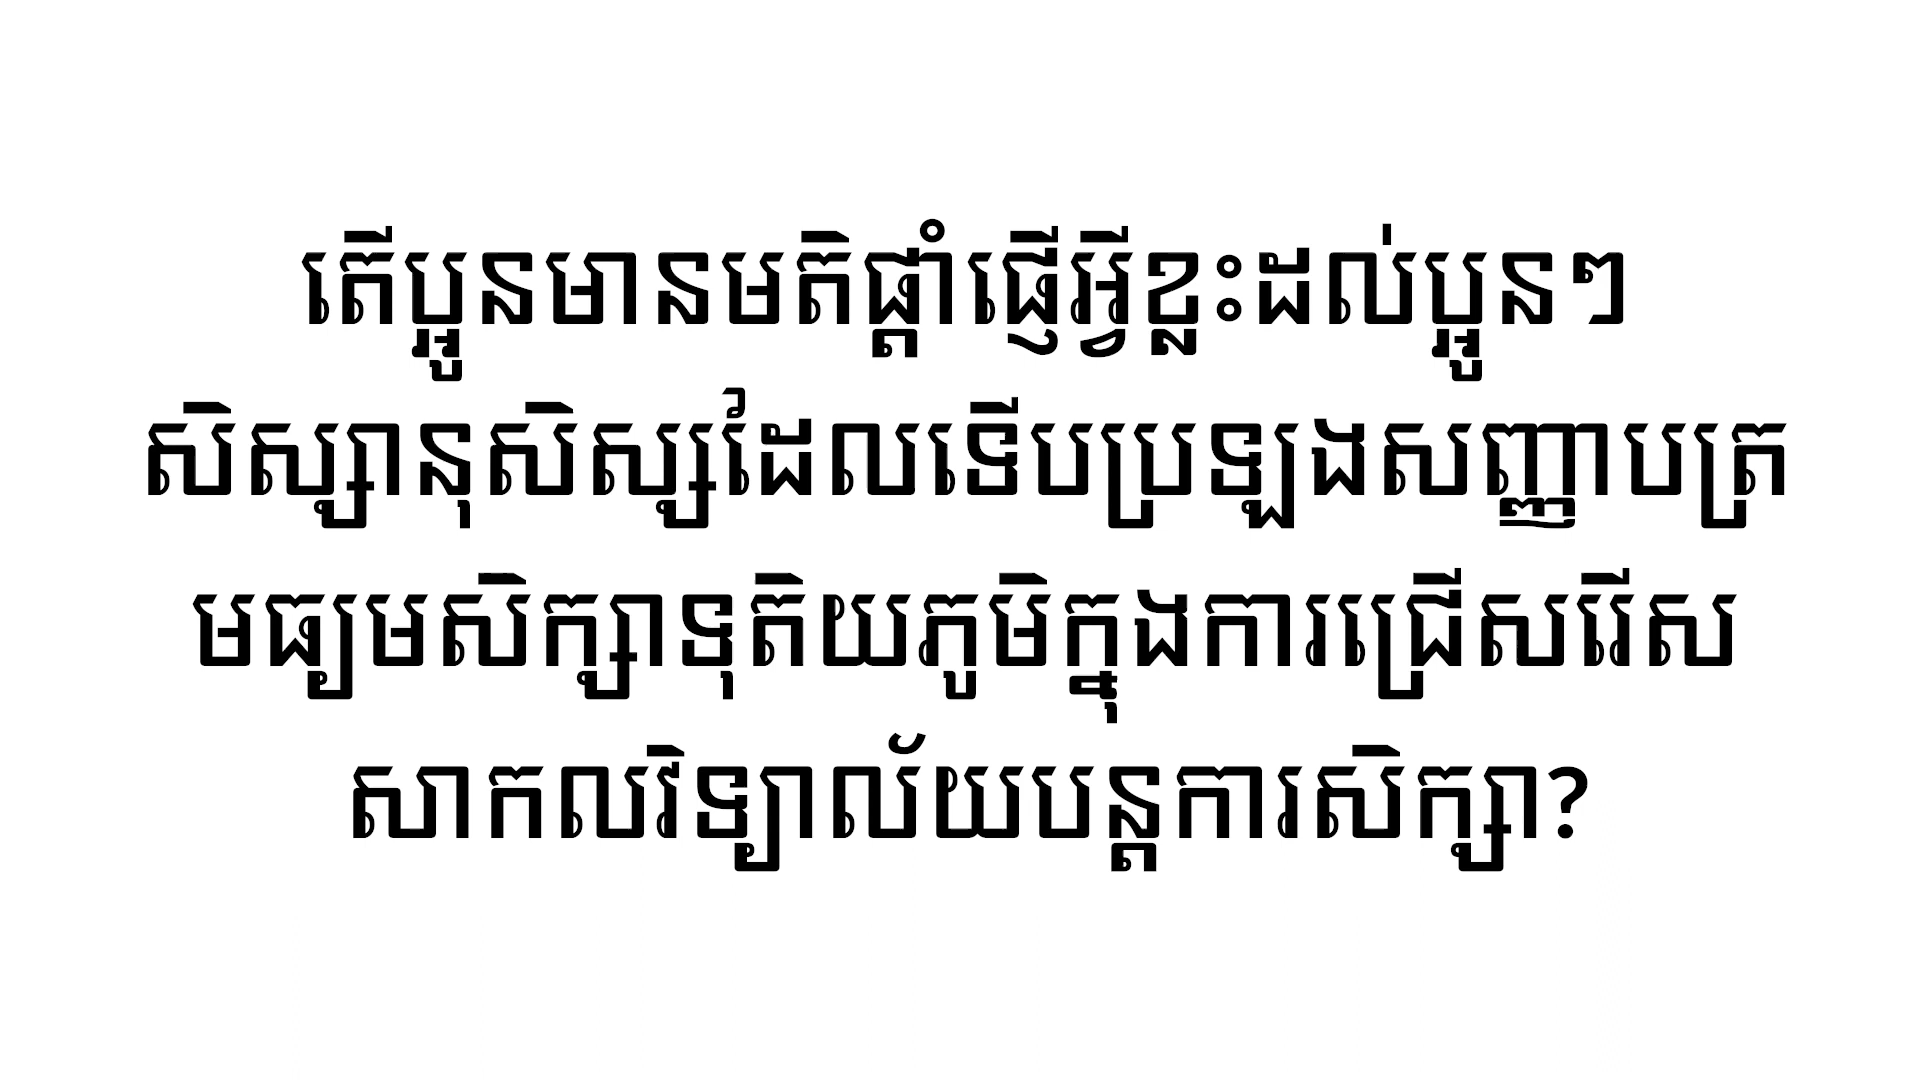 តើប្អូនមានមតិផ្ដាំផ្ញើអ្វីខ្លះដល់ប្អូនៗ
សិស្សានុសិស្សដែលទើបប្រឡងសញ្ញាបត្រ
មធ្យមសិក្សាទុតិយភូមិក្នុងការជ្រើសរើស
សាកលវិទ្យាល័យបន្តការសិក្សា?